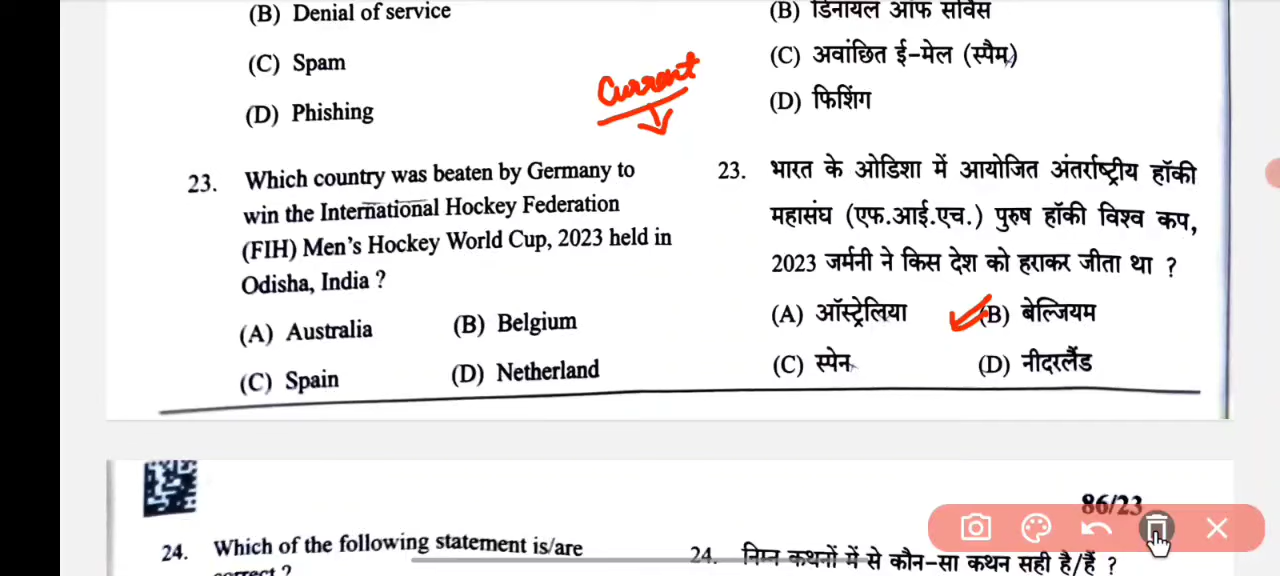 (B) Denial of service
(C) Spam
(D) Phishing
23. Which country was beaten by Germany to
win the International Hockey Federation
(FIH) Men's Hockey World Cup, 2023 held in
Odisha, India ?
(A) Australia (B) Belgium
(C) Spain (D) Netherland
Current
(B) डिनायल ऑफ सर्विस
(C) अवांछित ई-मेल (स्पैम)
(D) फिशिंग
23. भारत के ओडिशा में आयोजित अंतर्राष्ट्रीय हॉकी
महासंघ (एफ.आई.एच.) पुरुष हॉकी विश्व कप,
2023 जर्मनी ने किस देश को हराकर जीता था ?
(A) ऑस्ट्रेलिया (B) बेल्जियम
(C) स्पेन (D) नीदरलैंड
86/23
24. Which of the following statement is/are
correct ?
24. निम्न कथनों में से कौन-सा कथन सही है/हैं ?